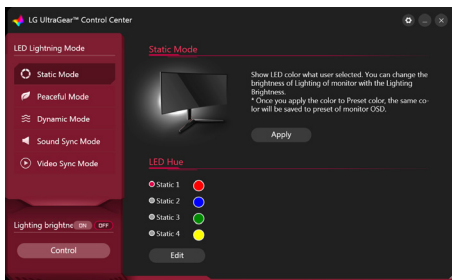 LG UltraGear™ Control Center
LED Lightning Mode
Static Mode
Peaceful Mode
Dynamic Mode
Sound Sync Mode
Video Sync Mode
Lighting brightne ON OFF
Control
Static Mode
Show LED color what user selected. You can change the
brightness of Lighting of monitor with the Lighting
Brightness.
* Once you apply the color to Preset color, the same co-
lor will be saved to preset of monitor OSD.
Apply
LED Hue
Static 1
Static 2
Static 3
Static 4
Edit